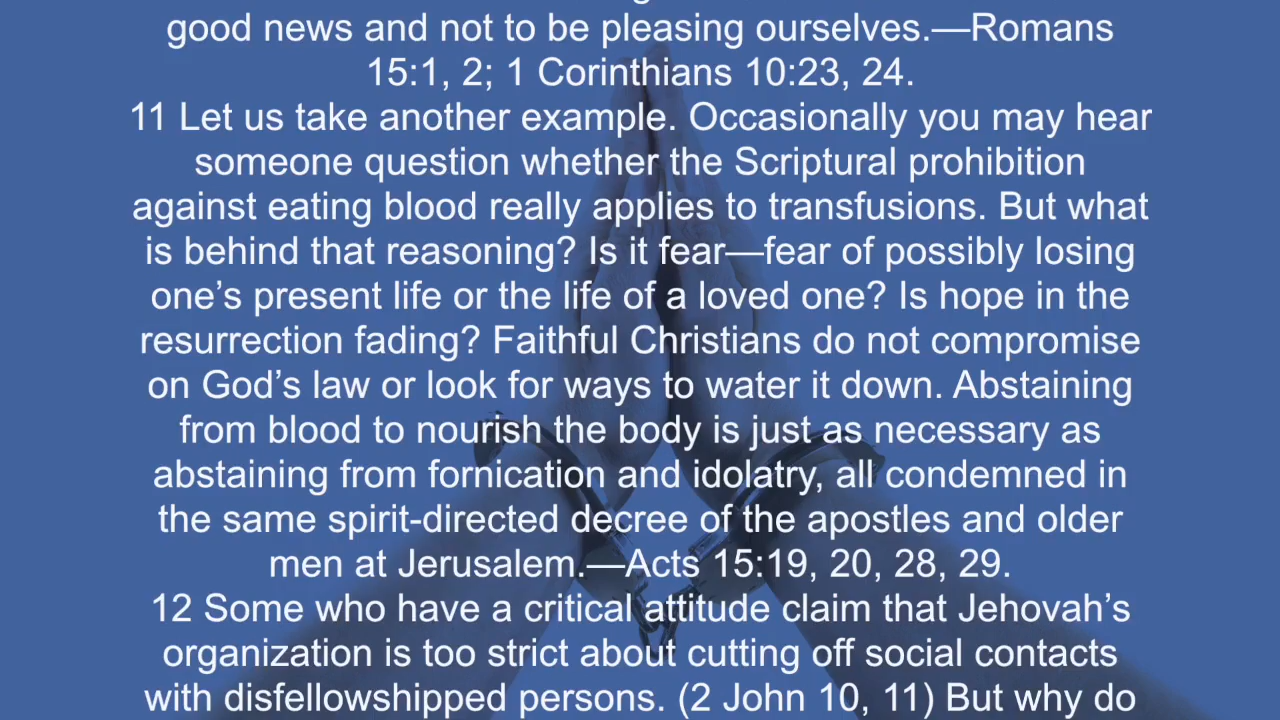 good news and not to be pleasing ourselves.—Romans
15:1, 2; 1 Corinthians 10:23, 24.
11 Let us take another example. Occasionally you may hear
someone question whether the Scriptural prohibition
against eating blood really applies to transfusions. But what
is behind that reasoning? Is it fear—fear of possibly losing
one’s present life or the life of a loved one? Is hope in the
resurrection fading? Faithful Christians do not compromise
on God’s law or look for ways to water it down. Abstaining
from blood to nourish the body is just as necessary as
abstaining from fornication and idolatry, all condemned in
the same spirit-directed decree of the apostles and older
men at Jerusalem.—Acts 15:19, 20, 28, 29.
12 Some who have a critical attitude claim that Jehovah’s
organization is too strict about cutting off social contacts
with disfellowshipped persons. (2 John 10, 11) But why do